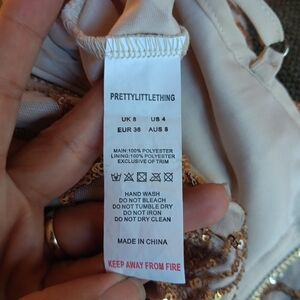 PRETTYLITTLETHING
UK 8 US 4
EUR 36 AUS 8
MAIN:100% POLYESTER
LINING:100% POLYESTER
EXCLUSIVE OF TRIM
HAND WASH
DO NOT BLEACH
DO NOT TUMBLE DRY
DO NOT IRON
DO NOT DRY CLEAN
MADE IN CHINA
KEEP AWAY FROM FIRE